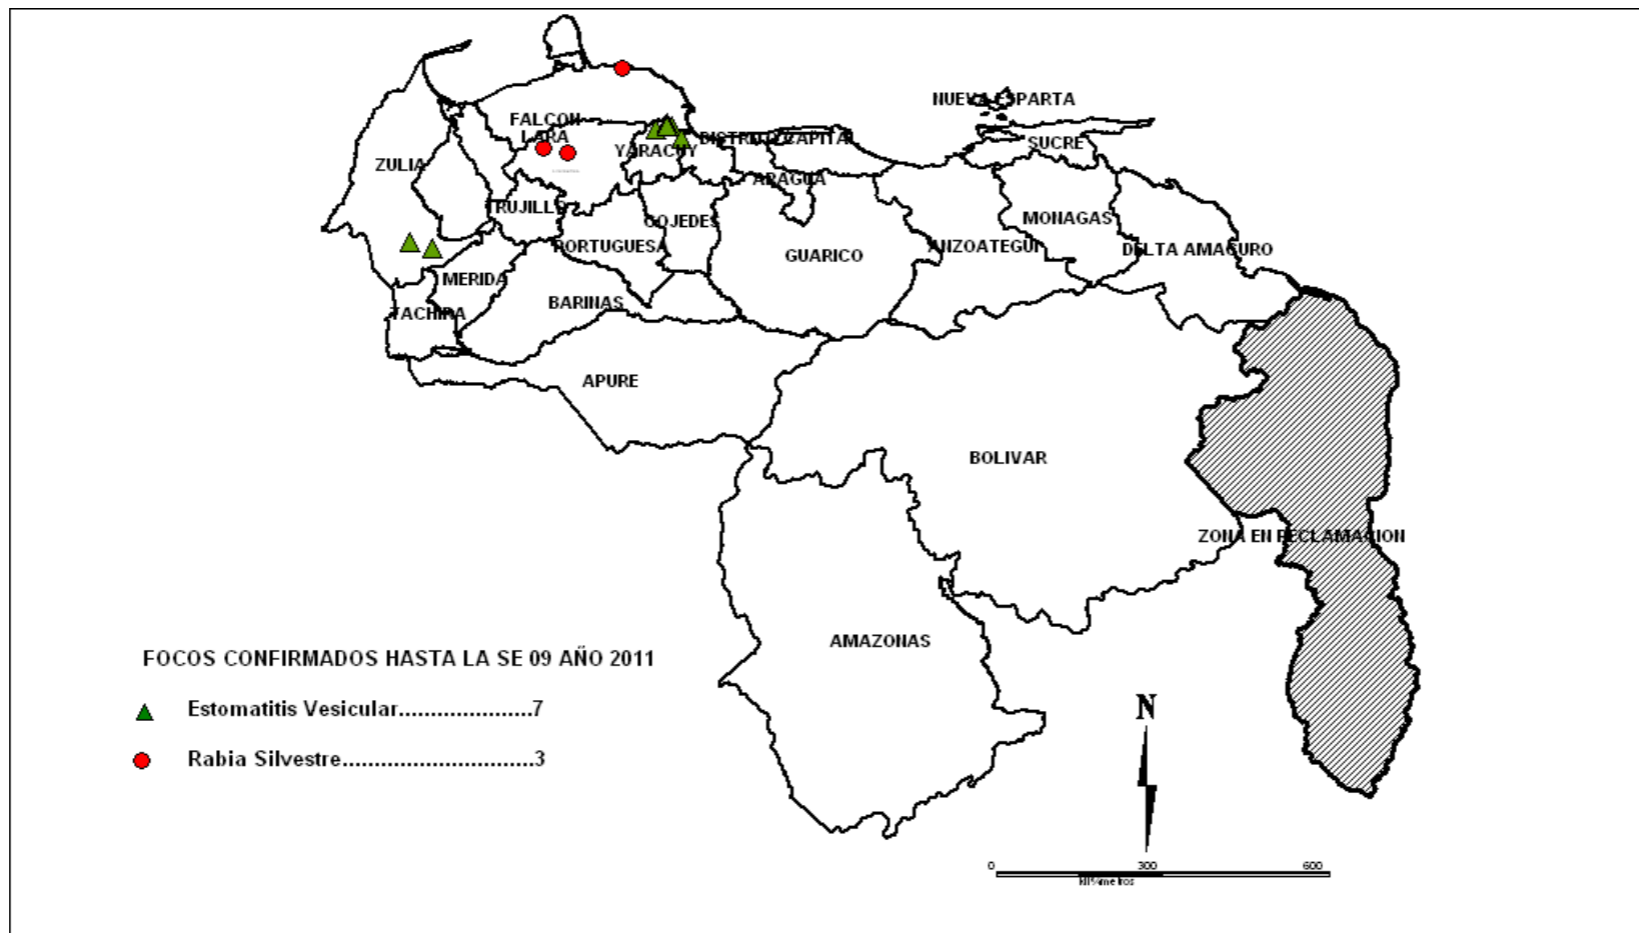 NUEVA ESPARTA
FALCON
LARA
DISTRITO CAPITAL
SUCRE
YARACUY
ZULIA
ARAGUA
TRUJILLO
COJEDES
MONAGAS
PORTUGUESA
ANZOATEGUI
DELTA AMACURO
GUARICO
MERIDA
BARINAS
TACHIRA
APURE
BOLIVAR
ZONA EN RECLAMACION
AMAZONAS
FOCOS CONFIRMADOS HASTA LA SE 09 AÑO 2011
Estomatitis Vesicular.....................7
Rabia Silvestre..............................3
N
0 300 600